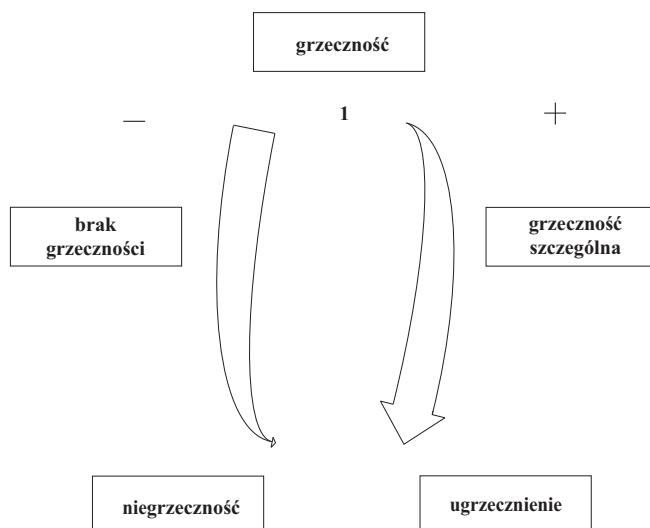 grzeczność
— 1 +
brak
grzeczności
grzeczność
szczególna
niegrzeczność
ugrzecznienie